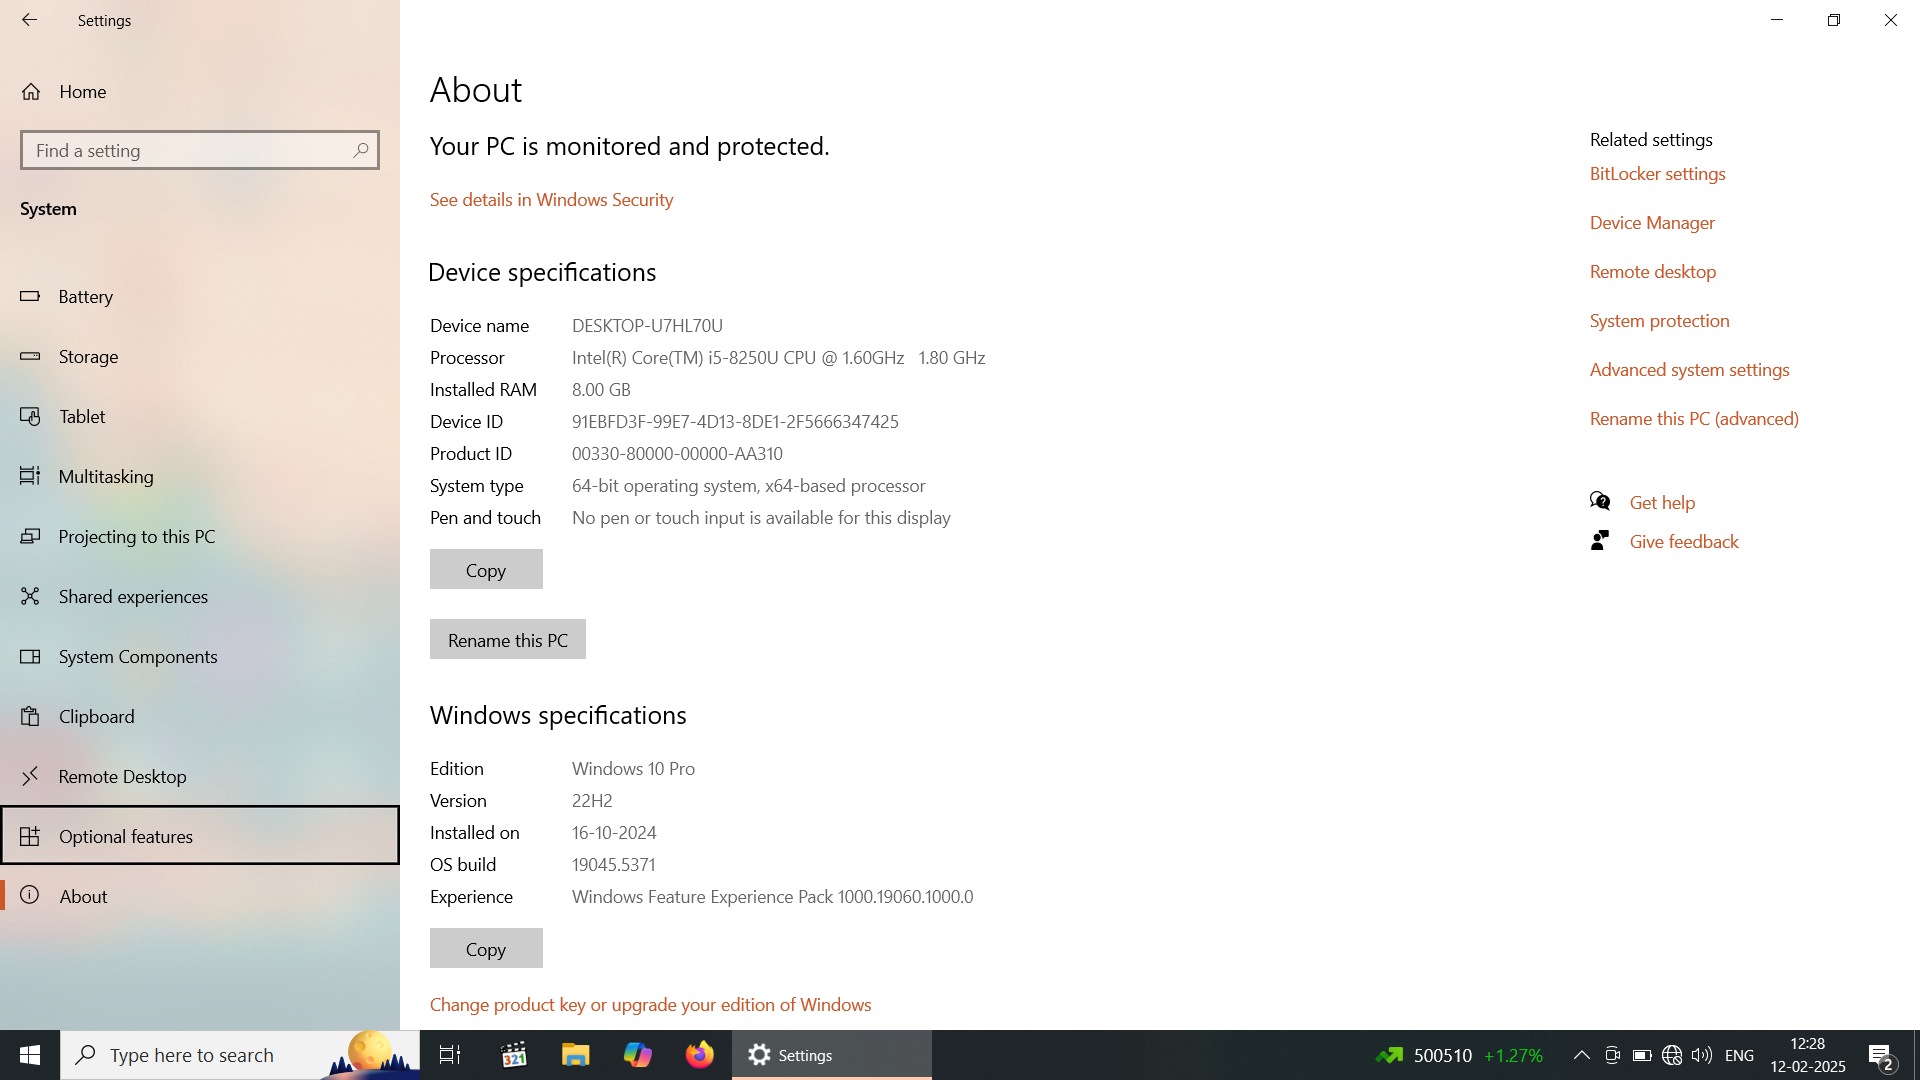 Settings
Home
Find a setting
System
Battery
Storage
Tablet
Multitasking
Projecting to this PC
Shared experiences
System Components
Clipboard
Remote Desktop
Optional features
About
About
Your PC is monitored and protected.
See details in Windows Security
Device specifications
Device name DESKTOP-U7HL70U
Processor Intel(R) Core(TM) i5-8250U CPU @ 1.60GHz 1.80 GHz
Installed RAM 8.00 GB
Device ID 91EBFD3F-99E7-4D13-8DE1-2F5666347425
Product ID 00330-80000-00000-AA310
System type 64-bit operating system, x64-based processor
Pen and touch No pen or touch input is available for this display
Copy
Rename this PC
Windows specifications
Edition Windows 10 Pro
Version 22H2
Installed on 16-10-2024
OS build 19045.5371
Experience Windows Feature Experience Pack 1000.19060.1000.0
Copy
Change product key or upgrade your edition of Windows
Related settings
BitLocker settings
Device Manager
Remote desktop
System protection
Advanced system settings
Rename this PC (advanced)
Get help
Give feedback
Type here to search
321
Settings
500510 +1.27%
ENG
12:28
12-02-2025
2